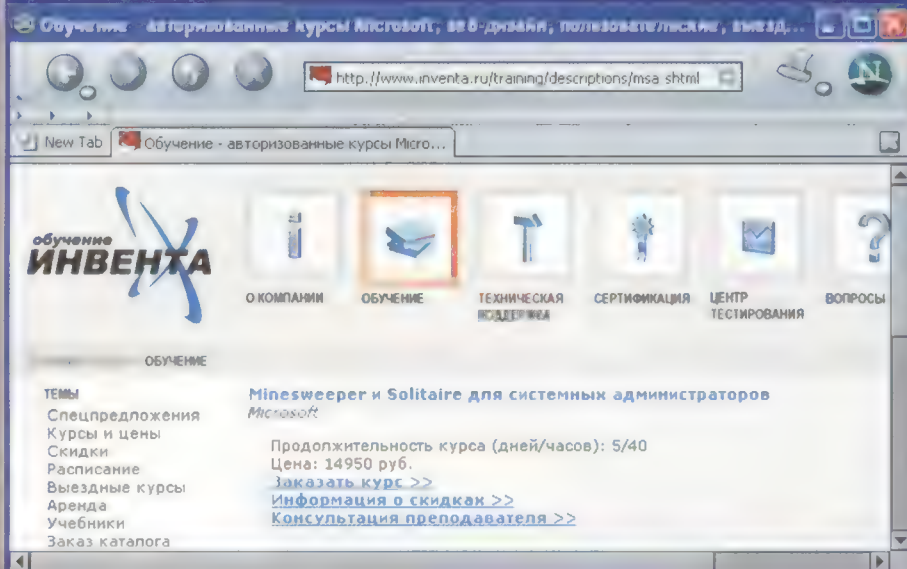 Обучение - авторизованные курсы Microsoft, веб-дизайн, пользовательские, выезд...
http://www.inventa.ru/training/descriptions/msa.shtml
N
New Tab
Обучение - авторизованные курсы Micro...
обучение
ИНВЕНТА
О КОМПАНИИ
ОБУЧЕНИЕ
ТЕХНИЧЕСКАЯ
ПОДДЕРЖКА
СЕРТИФИКАЦИЯ
ЦЕНТР
ТЕСТИРОВАНИЯ
ВОПРОСЫ
ОБУЧЕНИЕ
ТЕМЫ
Спецпредложения
Курсы и цены
Скидки
Расписание
Выездные курсы
Аренда
Учебники
Заказ каталога
Minesweeper и Solitaire для системных администраторов
Microsoft
Продолжительность курса (дней/часов): 5/40
Цена: 14950 руб.
Заказать курс >>
Информация о скидках >>
Консультация преподавателя >>